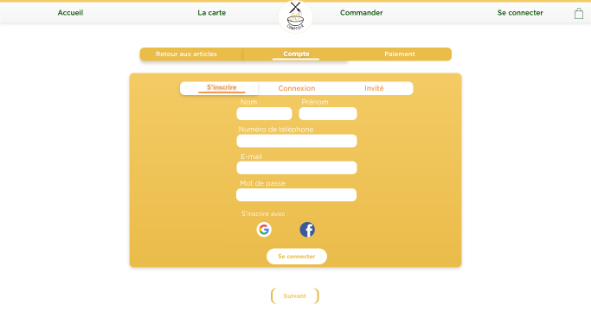 Accueil
La carte
Commander
Se connecter
Retour aux articles
Compte
Paiement
S'inscrire
Connexion
Invité
Nom
Prénom
Numéro de téléphone
E-mail
Mot de passe
S'inscrire avec
Se connecter
Suivant